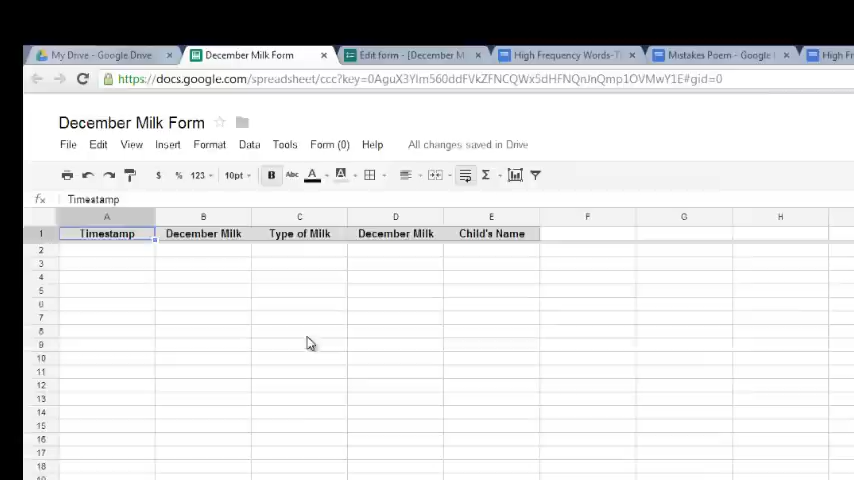 My Drive - Google Drive × December Milk Form × Edit form - [December M × High Frequency Words-T × Mistakes Poem - Google × High F
https://docs.google.com/spreadsheet/ccc?key=0AguX3Ylm560ddFVkZFNCQWx5dHFNQnJnQmp1OVMwY1E#gid=0
December Milk Form
File Edit View Insert Format Data Tools Form (0) Help All changes saved in Drive
$ % 123 10pt B Abc A A Σ
fx Timestamp
A B C D E F G H
1 Timestamp December Milk Type of Milk December Milk Child's Name
2
3
4
5
6
7
8
9
10
11
12
13
14
15
16
17
18